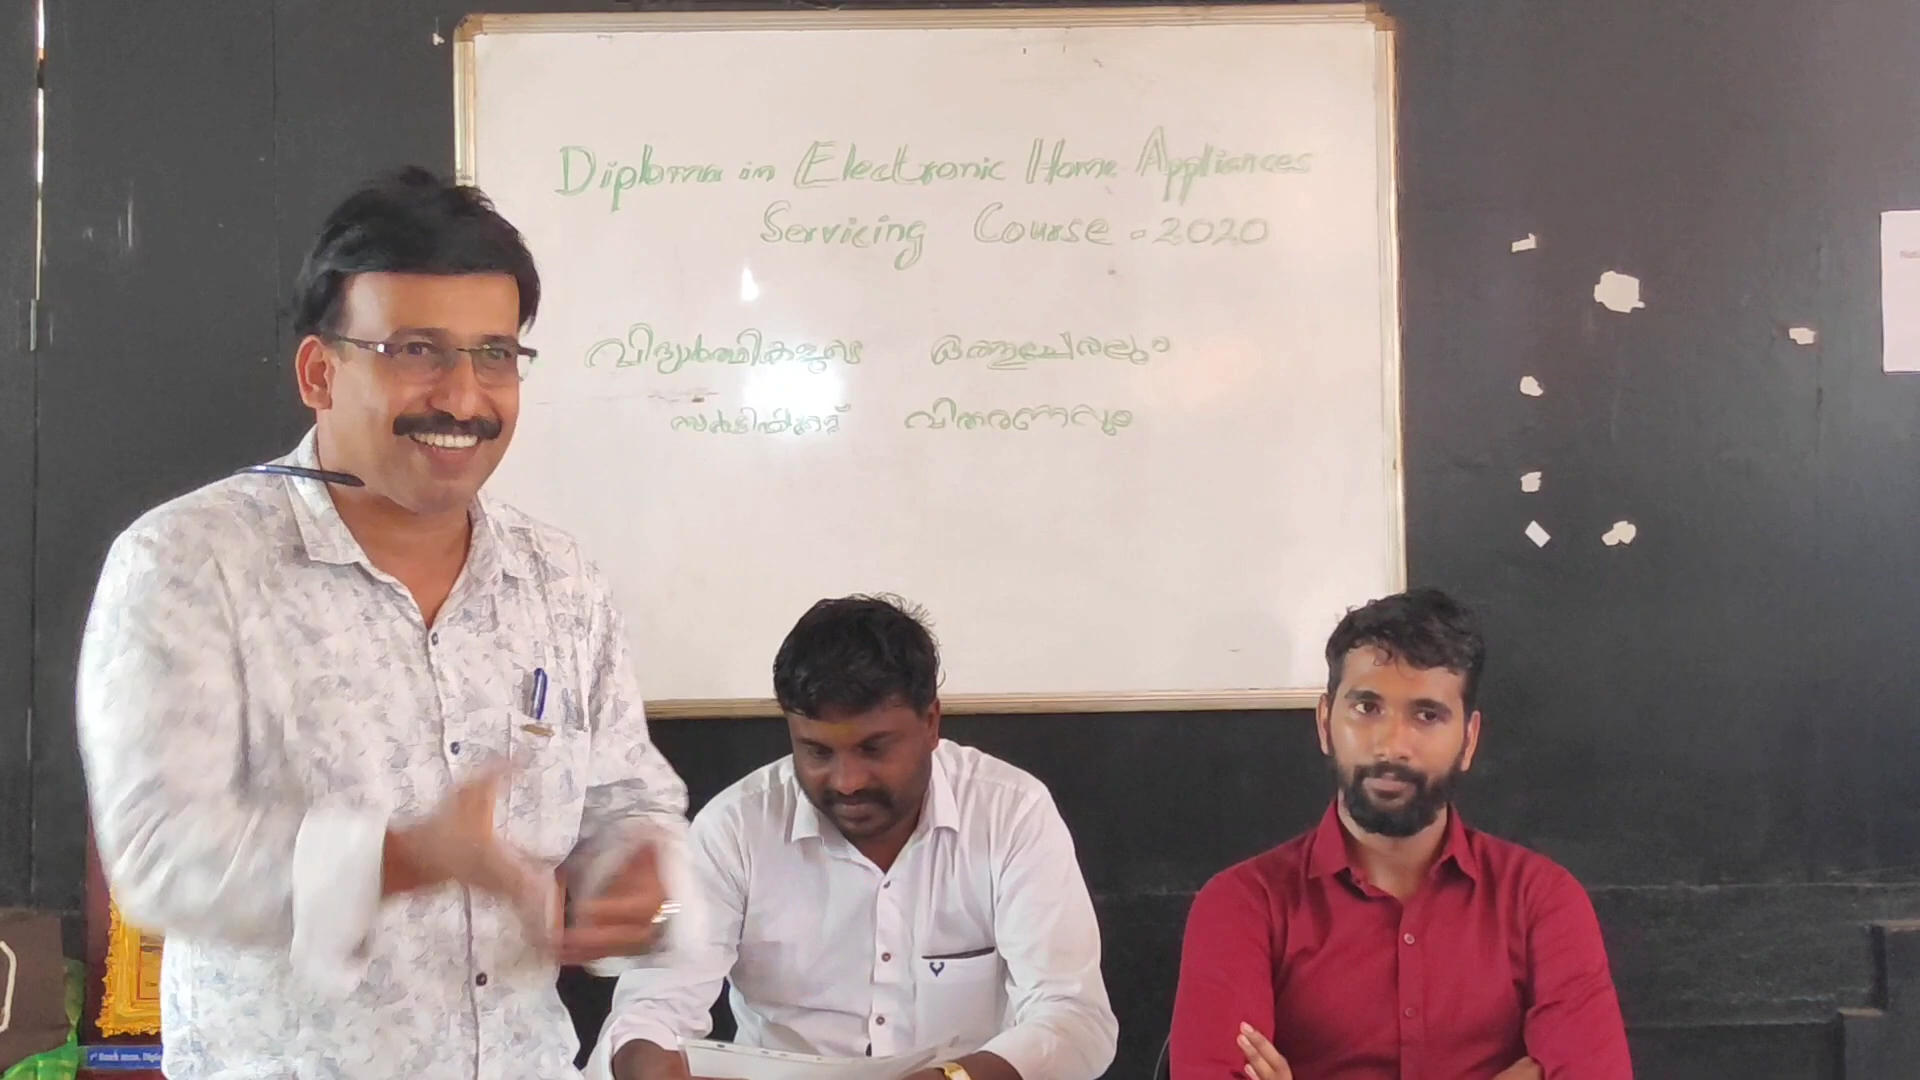 Diploma in Electronic Home Appliances
Servicing Course - 2020
വിദ്യാർത്ഥികളുടെ ഒത്തുചേരലും
സർട്ടിഫിക്കറ്റ് വിതരണവും